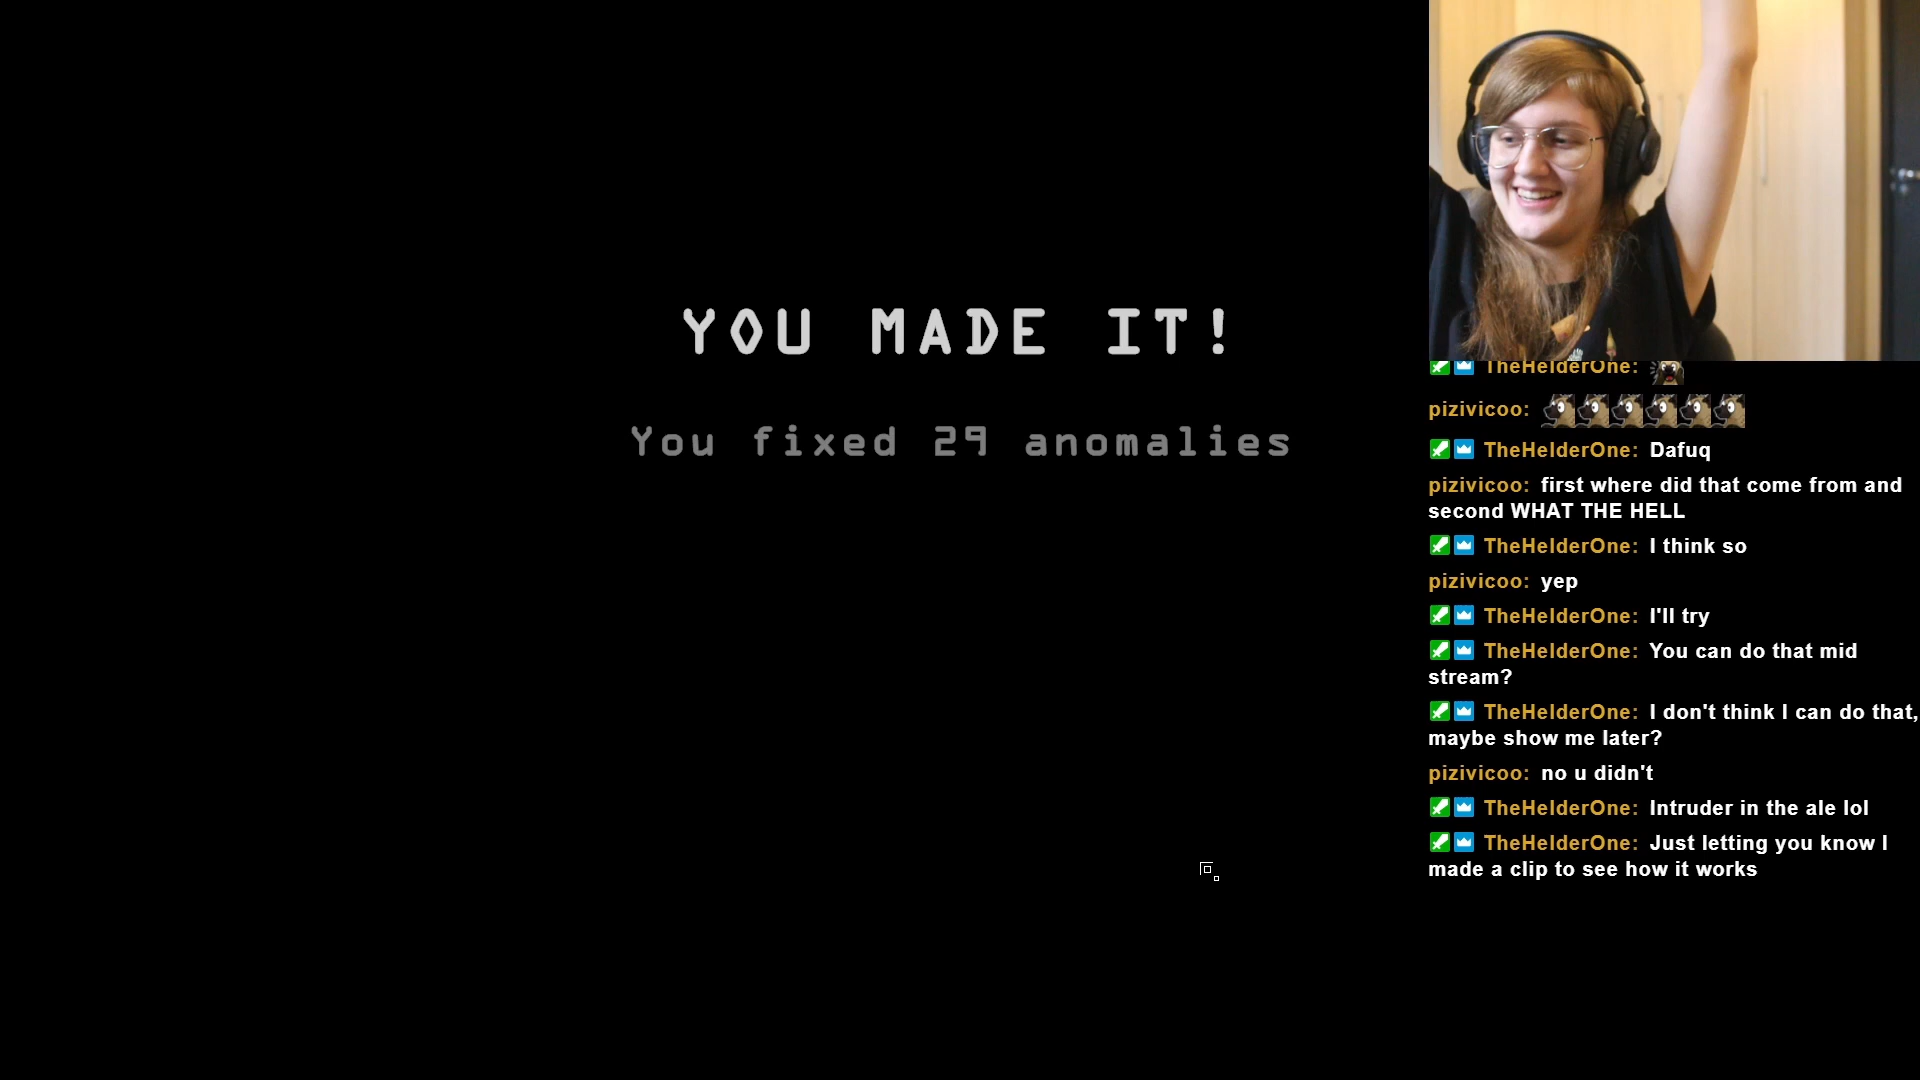 YOU MADE IT!
You fixed 29 anomalies
TheHelderOne:
pizivicoo:
TheHelderOne: Dafuq
pizivicoo: first where did that come from and
second WHAT THE HELL
TheHelderOne: I think so
pizivicoo: yep
TheHelderOne: I'll try
TheHelderOne: You can do that mid
stream?
TheHelderOne: I don't think I can do that,
maybe show me later?
pizivicoo: no u didn't
TheHelderOne: Intruder in the ale lol
TheHelderOne: Just letting you know I
made a clip to see how it works